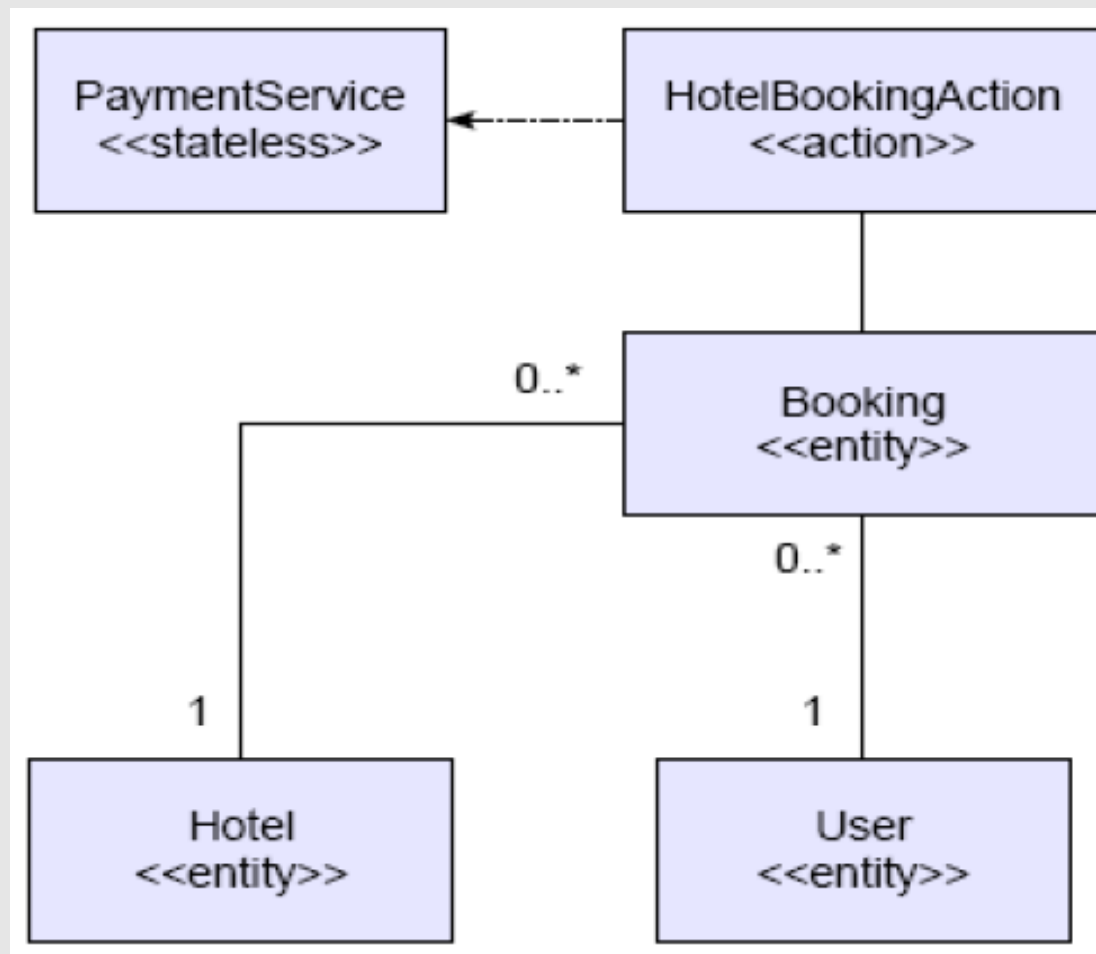 PaymentService
<<stateless>>
HotelBookingAction
<<action>>
0..*
Booking
<<entity>>
0..*
1
1
Hotel
<<entity>>
User
<<entity>>